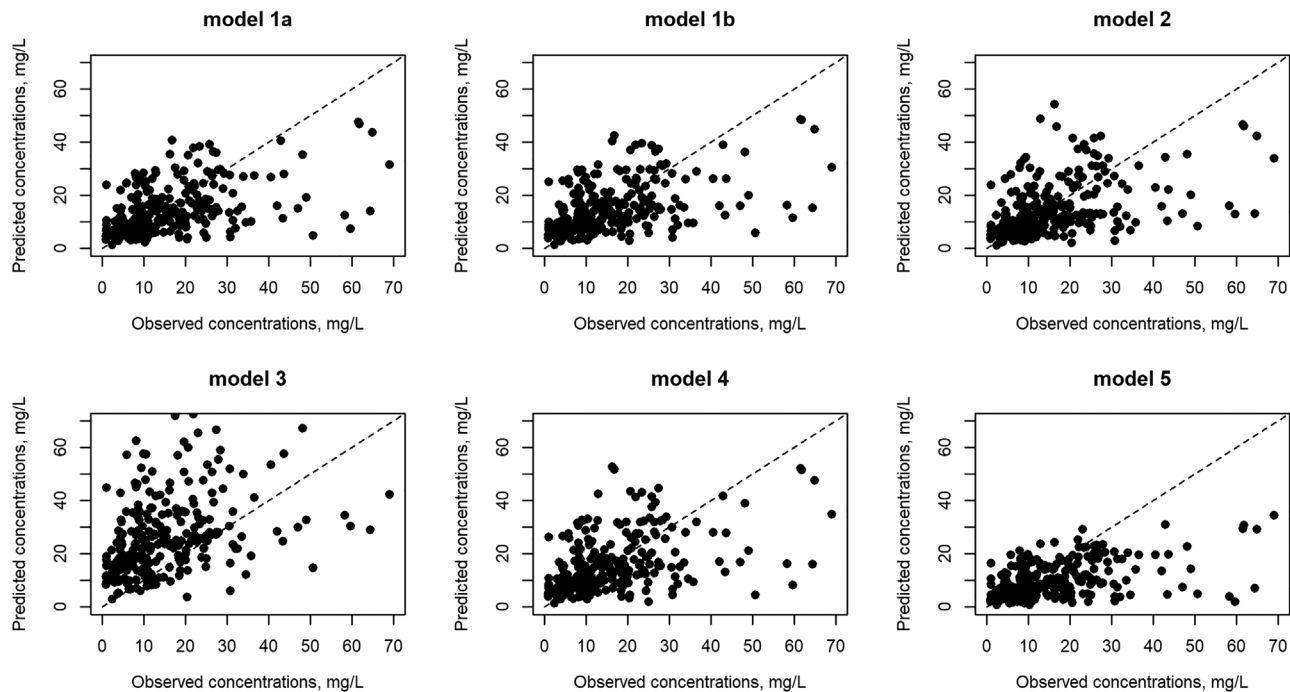 model 1a
model 1b
model 2
Predicted concentrations, mg/L
60
40
20
0
0 10 20 30 40 50 60 70
Observed concentrations, mg/L
Predicted concentrations, mg/L
60
40
20
0
0 10 20 30 40 50 60 70
Observed concentrations, mg/L
Predicted concentrations, mg/L
60
40
20
0
0 10 20 30 40 50 60 70
Observed concentrations, mg/L
model 3
model 4
model 5
Predicted concentrations, mg/L
60
40
20
0
0 10 20 30 40 50 60 70
Observed concentrations, mg/L
Predicted concentrations, mg/L
60
40
20
0
0 10 20 30 40 50 60 70
Observed concentrations, mg/L
Predicted concentrations, mg/L
60
40
20
0
0 10 20 30 40 50 60 70
Observed concentrations, mg/L